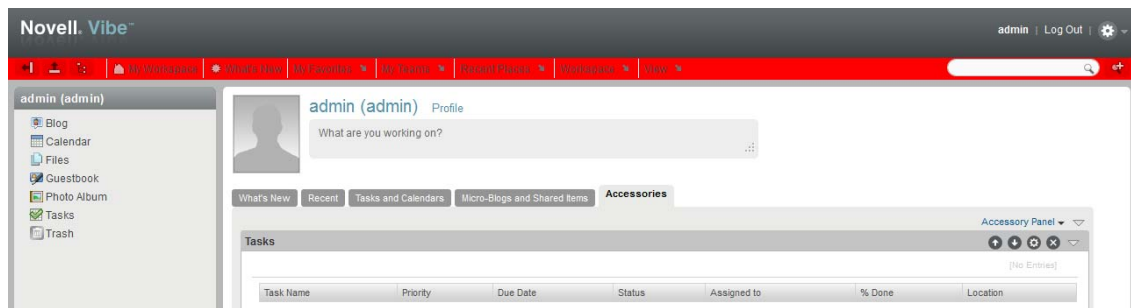 Novell. Vibe
admin | Log Out |
My Workspace What's New My Favorites My Teams Recent Places Workspace View
admin (admin)
Blog
Calendar
Files
Guestbook
Photo Album
Tasks
Trash
admin (admin) Profile
What are you working on?
What's New Recent Tasks and Calendars Micro-Blogs and Shared Items Accessories
Accessory Panel
Tasks
[No Entries]
Task Name Priority Due Date Status Assigned to % Done Location